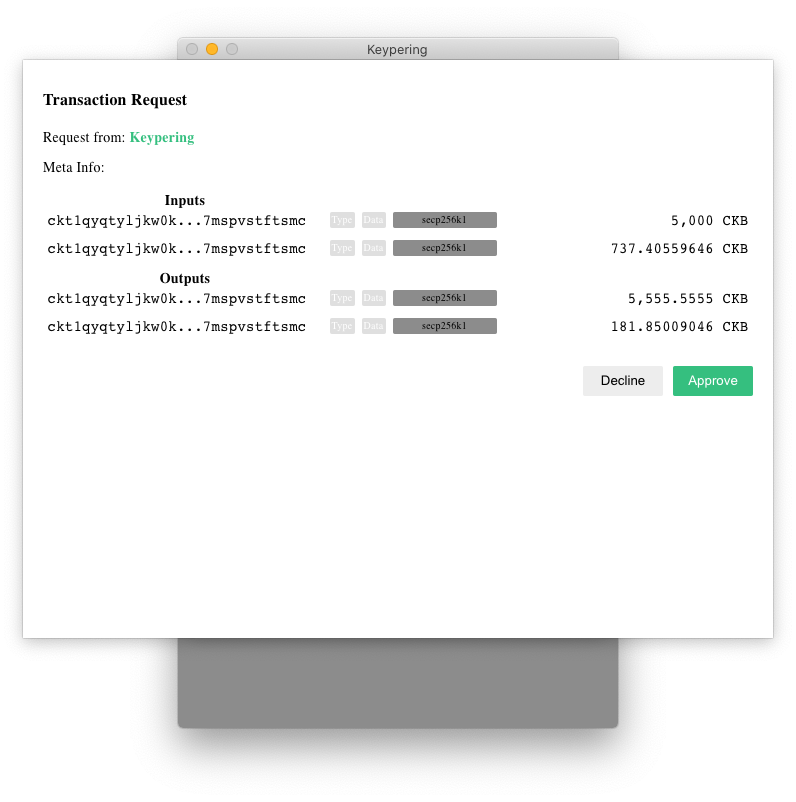 Keypering
Transaction Request
Request from: Keypering
Meta Info:
Inputs
ckt1qyqtyljkw0k...7mspvstftsmc Type Data secp256k1 5,000 CKB
ckt1qyqtyljkw0k...7mspvstftsmc Type Data secp256k1 737.40559646 CKB
Outputs
ckt1qyqtyljkw0k...7mspvstftsmc Type Data secp256k1 5,555.5555 CKB
ckt1qyqtyljkw0k...7mspvstftsmc Type Data secp256k1 181.85009046 CKB
Decline Approve